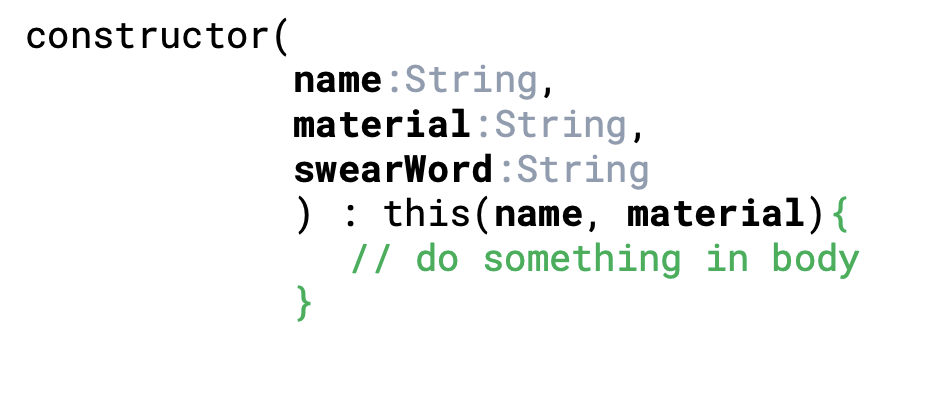 constructor(
name:String,
material:String,
swearWord:String
) : this(name, material){
// do something in body
}